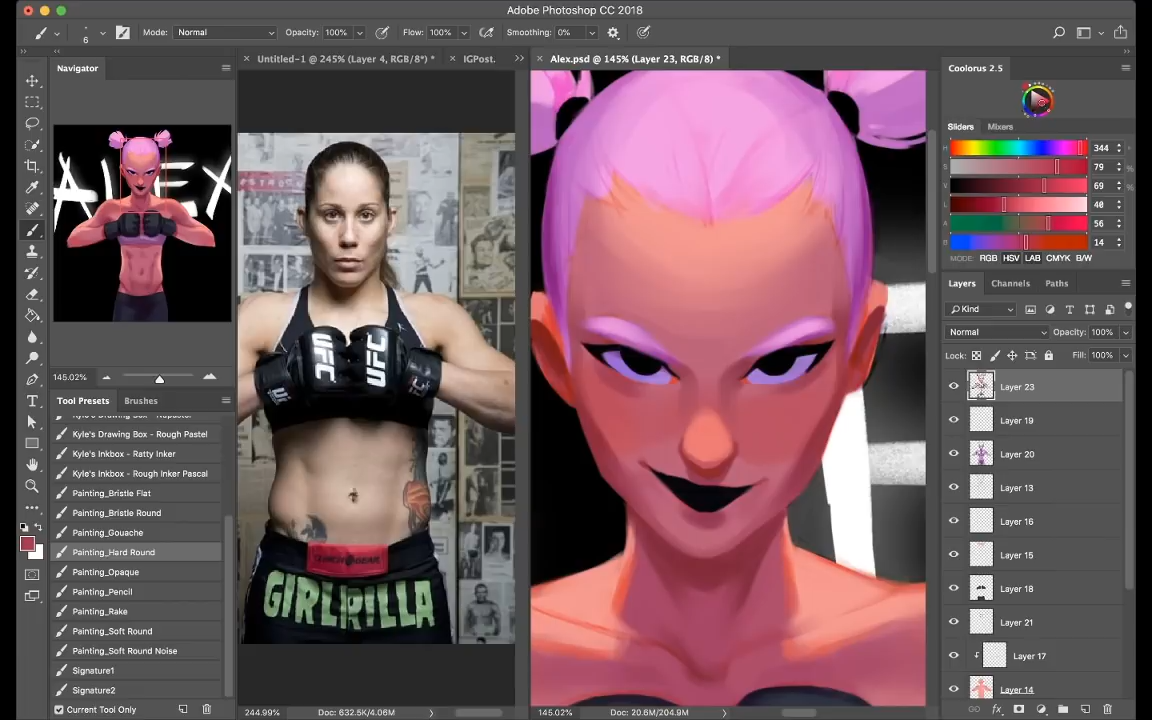 Adobe Photoshop CC 2018
6
Mode:
Normal
Opacity: 100%
Flow: 100%
Smoothing: 0%
Navigator
Untitled-1 @ 245% (Layer 4, RGB/8*) *
IGPost.
Alex.psd @ 145.02% (Layer 23, RGB/8) *
Coolorus 2.5
Sliders
Mixers
H
344
S
79
%
V
69
%
L
40
A
56
B
14
MODE:
RGB
HSV
LAB
CMYK
B/W
ALEX
145.02%
Tool Presets
Brushes
Kyle's Drawing Box - Rough Pastel
Kyle's Inkbox - Ratty Inker
Kyle's Inkbox - Rough Inker Pascal
Painting_Bristle Flat
Painting_Bristle Round
Painting_Gouache
Painting_Hard Round
Painting_Opaque
Painting_Pencil
Painting_Rake
Painting_Soft Round
Painting_Soft Round Noise
Signature1
Signature2
Current Tool Only
UFC
UFC
GIRLRILLA
244.99%
Doc: 632.5K/4.06M
145.02%
Doc: 20.6M/204.9M
Layers
Channels
Paths
Kind
Normal
Opacity: 100%
Lock:
Fill: 100%
Layer 23
Layer 19
Layer 20
Layer 13
Layer 16
Layer 15
Layer 18
Layer 21
Layer 17
Layer 14